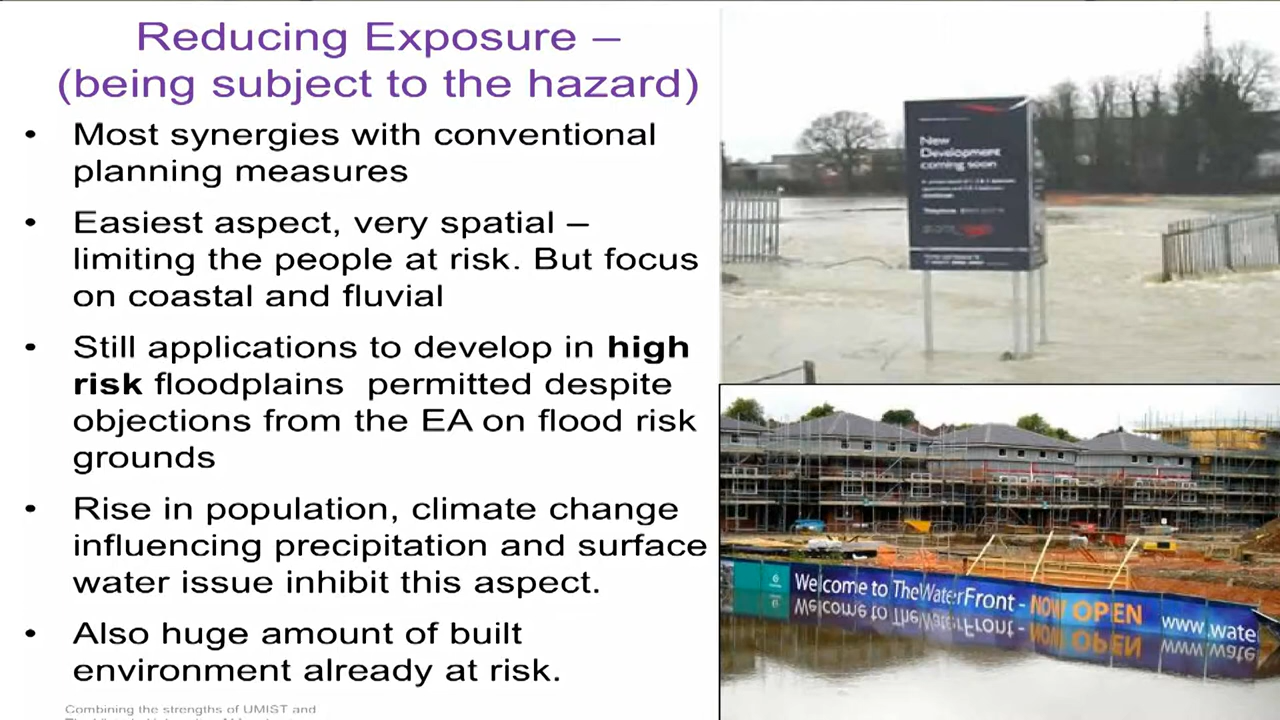 Reducing Exposure –
(being subject to the hazard)
• Most synergies with conventional
planning measures
• Easiest aspect, very spatial –
limiting the people at risk. But focus
on coastal and fluvial
• Still applications to develop in high
risk floodplains permitted despite
objections from the EA on flood risk
grounds
• Rise in population, climate change
influencing precipitation and surface
water issue inhibit this aspect.
• Also huge amount of built
environment already at risk.
Combining the strengths of UMIST and
New
Development
coming soon
Welcome to TheWaterFront - NOW OPEN www.wate